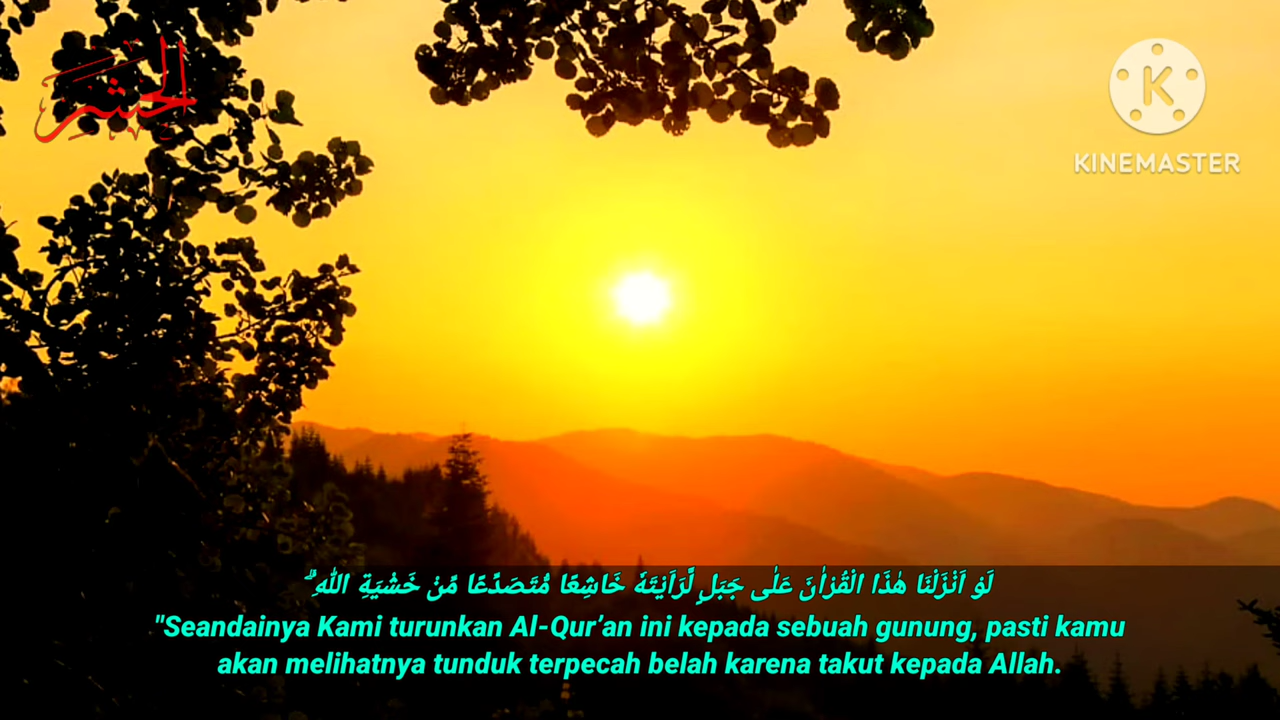 الحشر
KINEMASTER
لَوْ اَنْزَلْنَا هٰذَا الْقُرْاٰنَ عَلٰى جَبَلٍ لَّرَاَيْتَهٗ خَاشِعًا مُّتَصَدِّعًا مِّنْ خَشْيَةِ اللّٰهِ ۗ
"Seandainya Kami turunkan Al-Qur’an ini kepada sebuah gunung, pasti kamu
akan melihatnya tunduk terpecah belah karena takut kepada Allah.